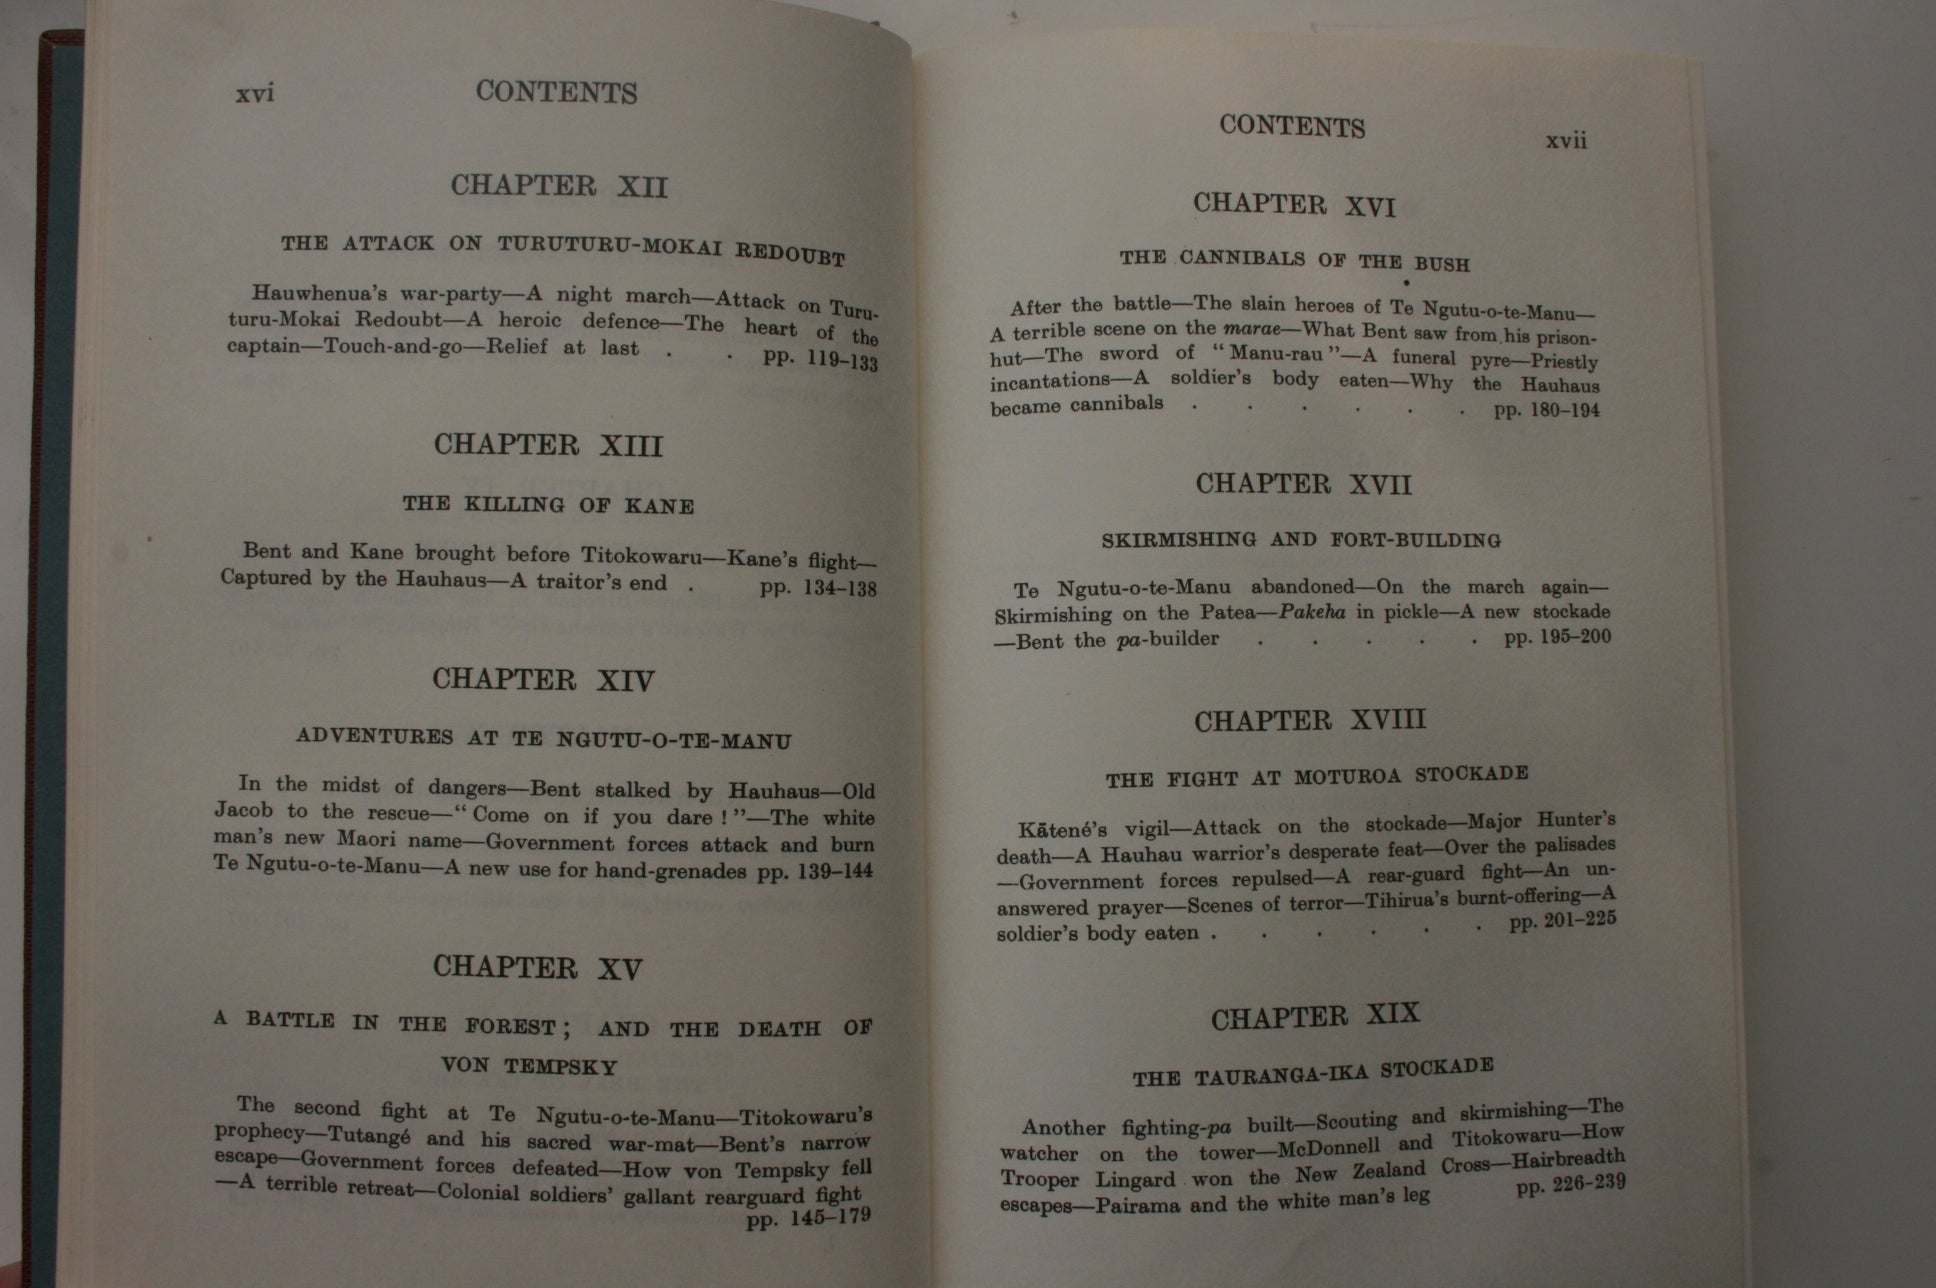 xvi
CONTENTS
CHAPTER XII
THE ATTACK ON TURUTURU-MOKAI REDOUBT
Hauwhenua's war-party—A night march—Attack on Turu-
turu-Mokai Redoubt—A heroic defence—The heart of the
captain—Touch-and-go—Relief at last . . pp. 119–133
CHAPTER XIII
THE KILLING OF KANE
Bent and Kane brought before Titokowaru—Kane's flight—
Captured by the Hauhaus—A traitor's end . pp. 134–138
CHAPTER XIV
ADVENTURES AT TE NGUTU-O-TE-MANU
In the midst of dangers—Bent stalked by Hauhaus—Old
Jacob to the rescue—“ Come on if you dare ! ”—The white
man's new Maori name—Government forces attack and burn
Te Ngutu-o-te-Manu—A new use for hand-grenades pp. 139–144
CHAPTER XV
A BATTLE IN THE FOREST ; AND THE DEATH OF
VON TEMPSKY
The second fight at Te Ngutu-o-te-Manu—Titokowaru's
prophecy—Tutangé and his sacred war-mat—Bent's narrow
escape—Government forces defeated—How von Tempsky fell
—A terrible retreat—Colonial soldiers' gallant rearguard fight
pp. 145–179
CONTENTS
xvii
CHAPTER XVI
THE CANNIBALS OF THE BUSH
After the battle—The slain heroes of Te Ngutu-o-te-Manu—
A terrible scene on the marae—What Bent saw from his prison-
hut—The sword of “ Manu-rau ”—A funeral pyre—Priestly
incantations—A soldier's body eaten—Why the Hauhaus
became cannibals . . . . . . pp. 180–194
CHAPTER XVII
SKIRMISHING AND FORT-BUILDING
Te Ngutu-o-te-Manu abandoned—On the march again—
Skirmishing on the Patea—Pakeha in pickle—A new stockade
—Bent the pa-builder . . . . . pp. 195–200
CHAPTER XVIII
THE FIGHT AT MOTUROA STOCKADE
Kātené's vigil—Attack on the stockade—Major Hunter's
death—A Hauhau warrior's desperate feat—Over the palisades
—Government forces repulsed—A rear-guard fight—An un-
answered prayer—Scenes of terror—Tihirua's burnt-offering—A
soldier's body eaten . . . . . . pp. 201–225
CHAPTER XIX
THE TAURANGA-IKA STOCKADE
Another fighting-pa built—Scouting and skirmishing—The
watcher on the tower—McDonnell and Titokowaru—How
Trooper Lingard won the New Zealand Cross—Hairbreadth
escapes—Pairama and the white man's leg pp. 226–239